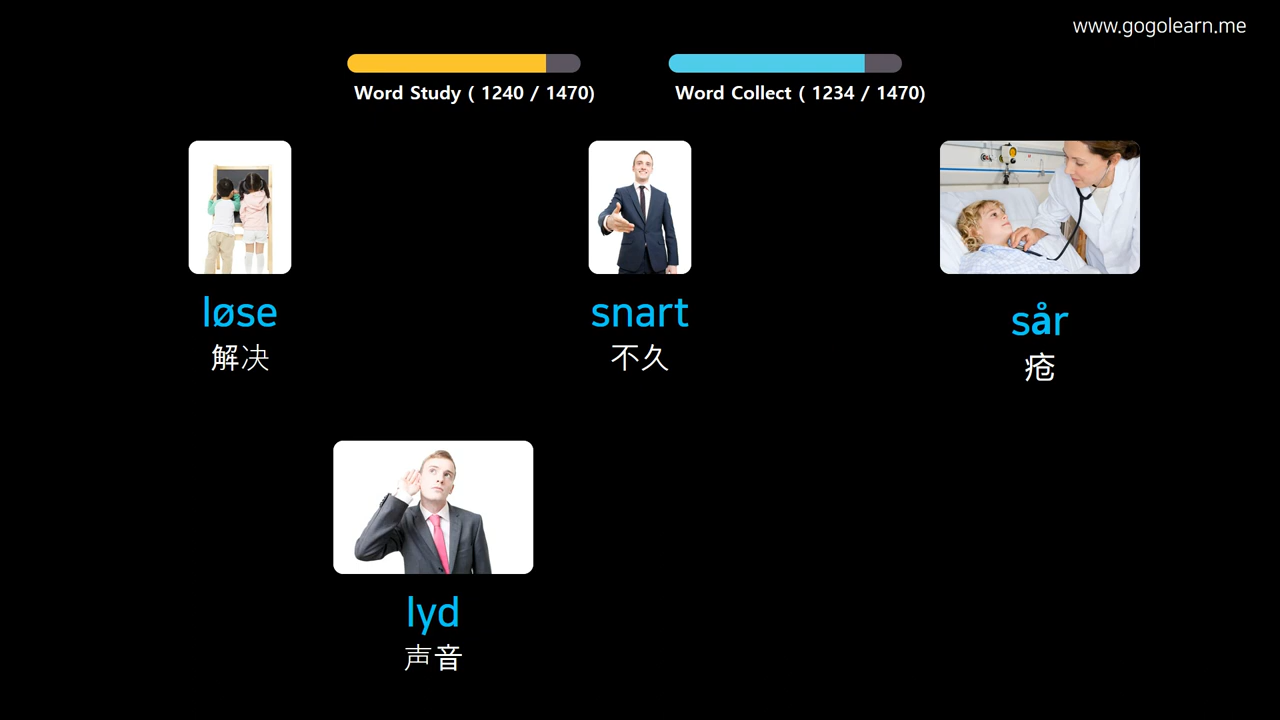 www.gogolearn.me
Word Study ( 1240 / 1470)
Word Collect ( 1234 / 1470)
løse
解决
snart
不久
sår
疮
lyd
声音